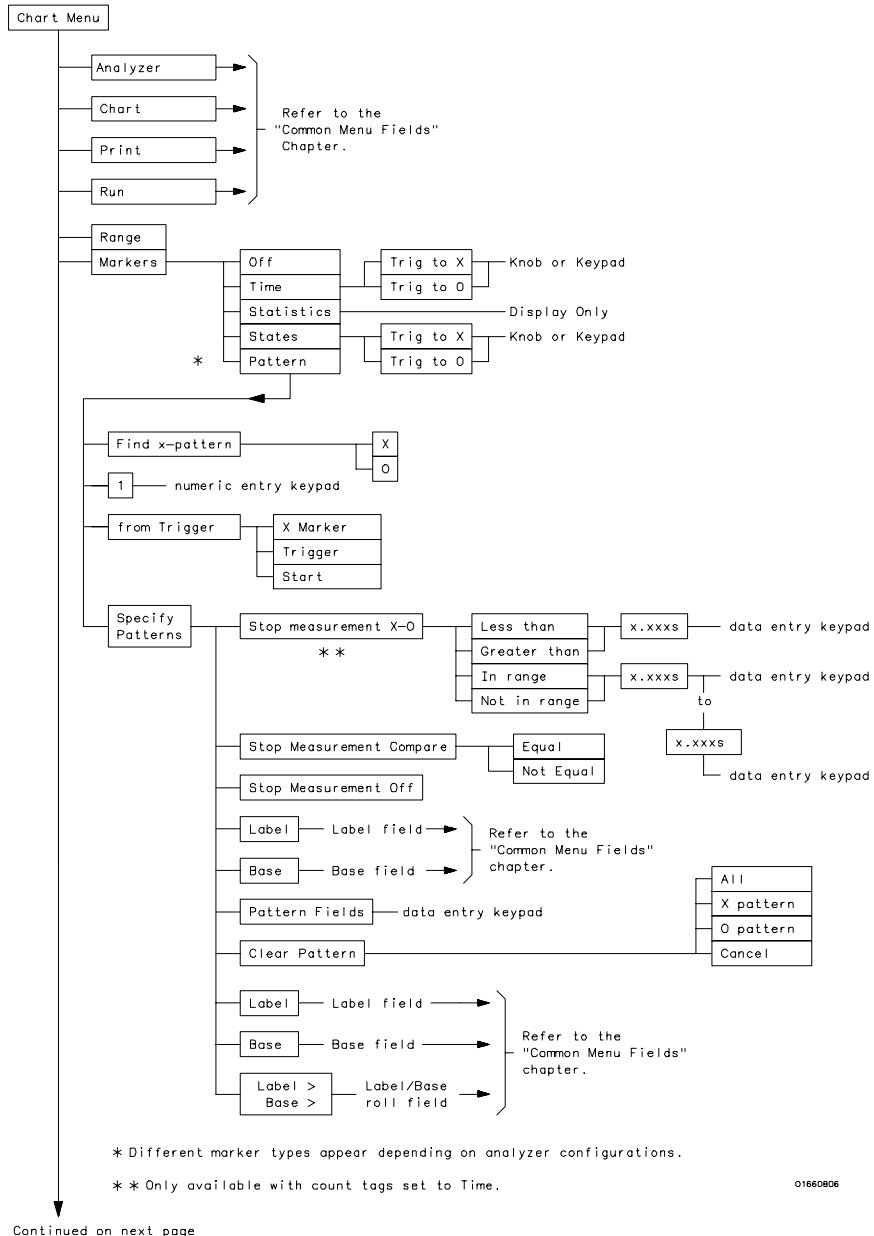 Chart Menu
Analyzer
Chart
Print
Run
Refer to the
"Common Menu Fields"
Chapter.
Range
Markers
Off
Time
Statistics
States
Pattern
*
Trig to X
Trig to O
Knob or Keypad
Display Only
Trig to X
Trig to O
Knob or Keypad
Find x-pattern
X
O
1
numeric entry keypad
from Trigger
X Marker
Trigger
Start
Specify
Patterns
Stop measurement X-O
* *
Less than
Greater than
In range
Not in range
x.xxxs
data entry keypad
x.xxxs
data entry keypad
to
x.xxxs
data entry keypad
Stop Measurement Compare
Equal
Not Equal
Stop Measurement Off
Label
Label field
Base
Base field
Refer to the
"Common Menu Fields"
chapter.
Pattern Fields
data entry keypad
Clear Pattern
All
X pattern
O pattern
Cancel
Label
Label field
Base
Base field
Label >
Base >
Label/Base
roll field
Refer to the
"Common Menu Fields"
chapter.
* Different marker types appear depending on analyzer configurations.
* * Only available with count tags set to Time.
01660B06
Continued on next page